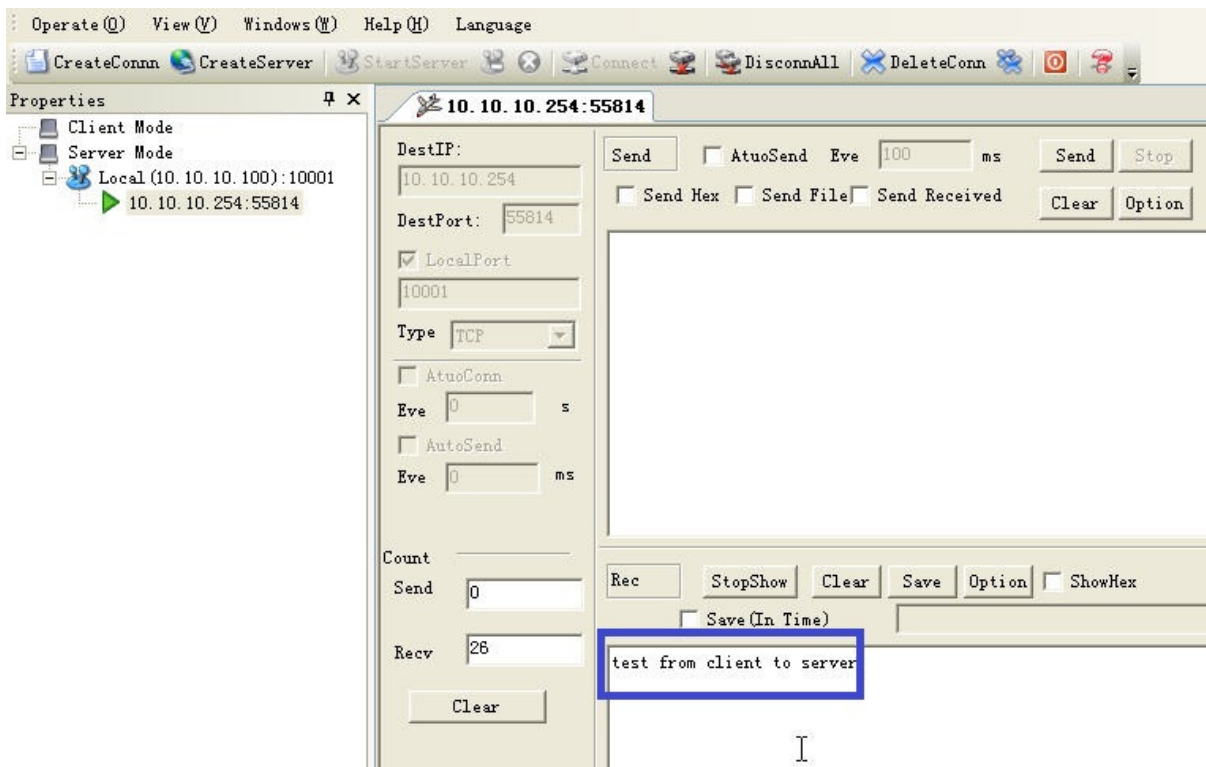 Operate(O) View(V) Windows(W) Help(H) Language
CreateConnn CreateServer StartServer Connect DisconnAll DeleteConn
Properties
Client Mode
Server Mode
Local(10.10.10.100):10001
10.10.10.254:55814
10.10.10.254:55814
DestIP:
10.10.10.254
DestPort: 55814
LocalPort
10001
Type TCP
AtuoConn
Eve 0 s
AutoSend
Eve 0 ms
Count
Send 0
Recv 26
Clear
Send AtuoSend Eve 100 ms Send Stop
Send Hex Send File Send Received Clear Option
Rec StopShow Clear Save Option ShowHex
Save(In Time)
test from client to server